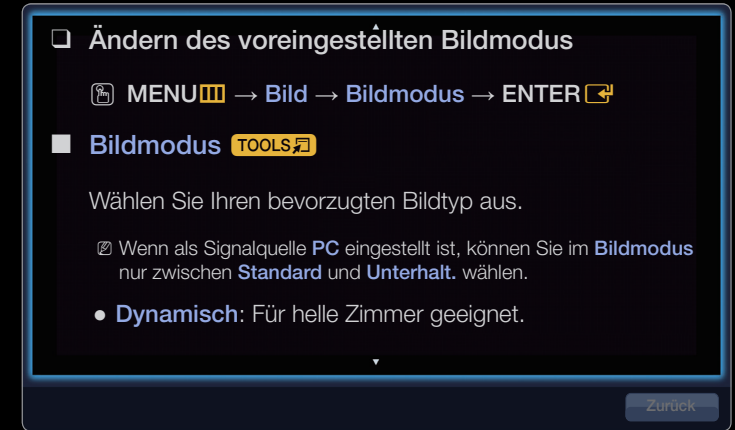 ❑ Ändern des voreingestellten Bildmodus
MENU → Bild → Bildmodus → ENTER
■ Bildmodus TOOLS
Wählen Sie Ihren bevorzugten Bildtyp aus.
Wenn als Signalquelle PC eingestellt ist, können Sie im Bildmodus
nur zwischen Standard und Unterhalt. wählen.
● Dynamisch: Für helle Zimmer geeignet.
Zurück